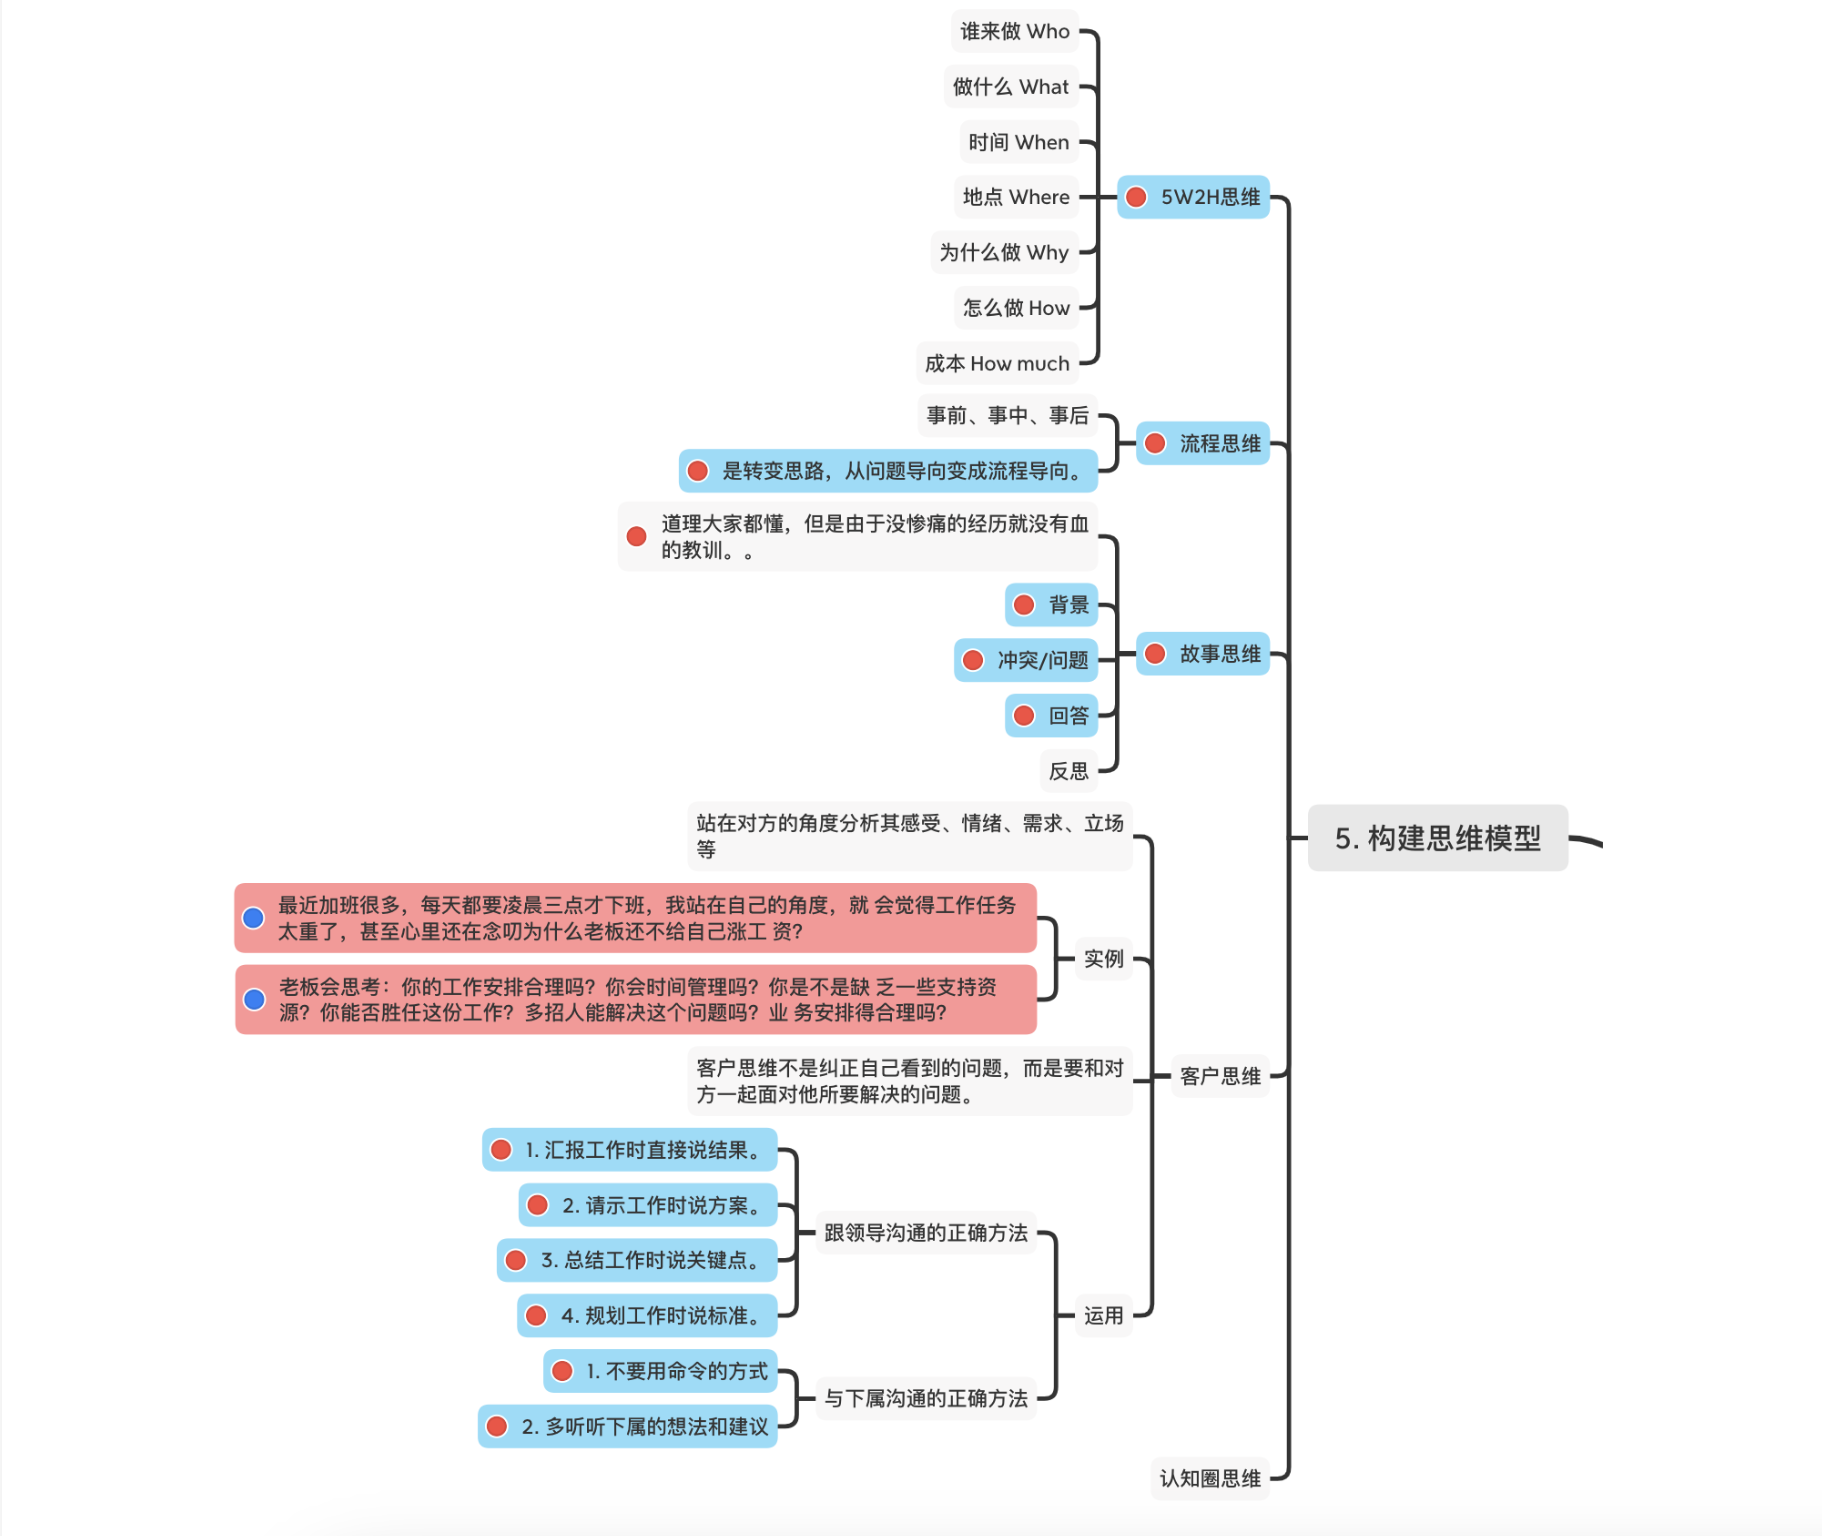 谁来做 Who
做什么 What
时间 When
地点 Where
5W2H思维
为什么做 Why
怎么做 How
成本 How much
事前、事中、事后
流程思维
是转变思路，从问题导向变成流程导向。
道理大家都懂，但是由于没惨痛的经历就没有血
的教训。。
背景
故事思维
冲突/问题
回答
反思
5. 构建思维模型
站在对方的角度分析其感受、情绪、需求、立场
等
最近加班很多，每天都要凌晨三点才下班，我站在自己的角度，就 会觉得工作任务
太重了，甚至心里还在念叨为什么老板还不给自己涨工 资?
实例
老板会思考：你的工作安排合理吗？你会时间管理吗？你是不是缺 乏一些支持资
源？你能否胜任这份工作？多招人能解决这个问题吗？业 务安排得合理吗?
客户思维不是纠正自己看到的问题，而是要和对
方一起面对他所要解决的问题。
客户思维
1. 汇报工作时直接说结果。
2. 请示工作时说方案。
跟领导沟通的正确方法
3. 总结工作时说关键点。
4. 规划工作时说标准。
运用
1. 不要用命令的方式
与下属沟通的正确方法
2. 多听听下属的想法和建议
认知圈思维